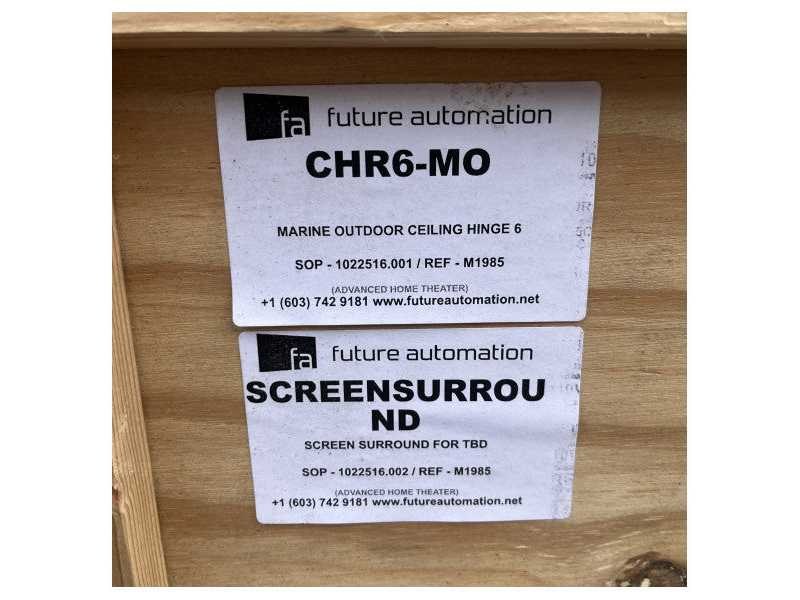 fa future automation
CHR6-MO
MARINE OUTDOOR CEILING HINGE 6
SOP - 1022516.001 / REF - M1985
(ADVANCED HOME THEATER)
+1 (603) 742 9181 www.futureautomation.net
fa future automation
SCREENSURROU
ND
SCREEN SURROUND FOR TBD
SOP - 1022516.002 / REF - M1985
(ADVANCED HOME THEATER)
+1 (603) 742 9181 www.futureautomation.net